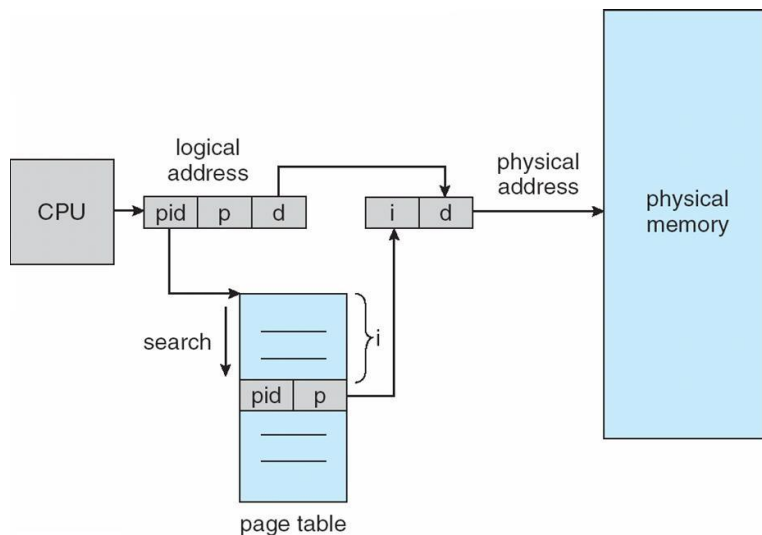 logical
address
physical
address
CPU
pid p d
i d
physical
memory
search
i
pid p
page table